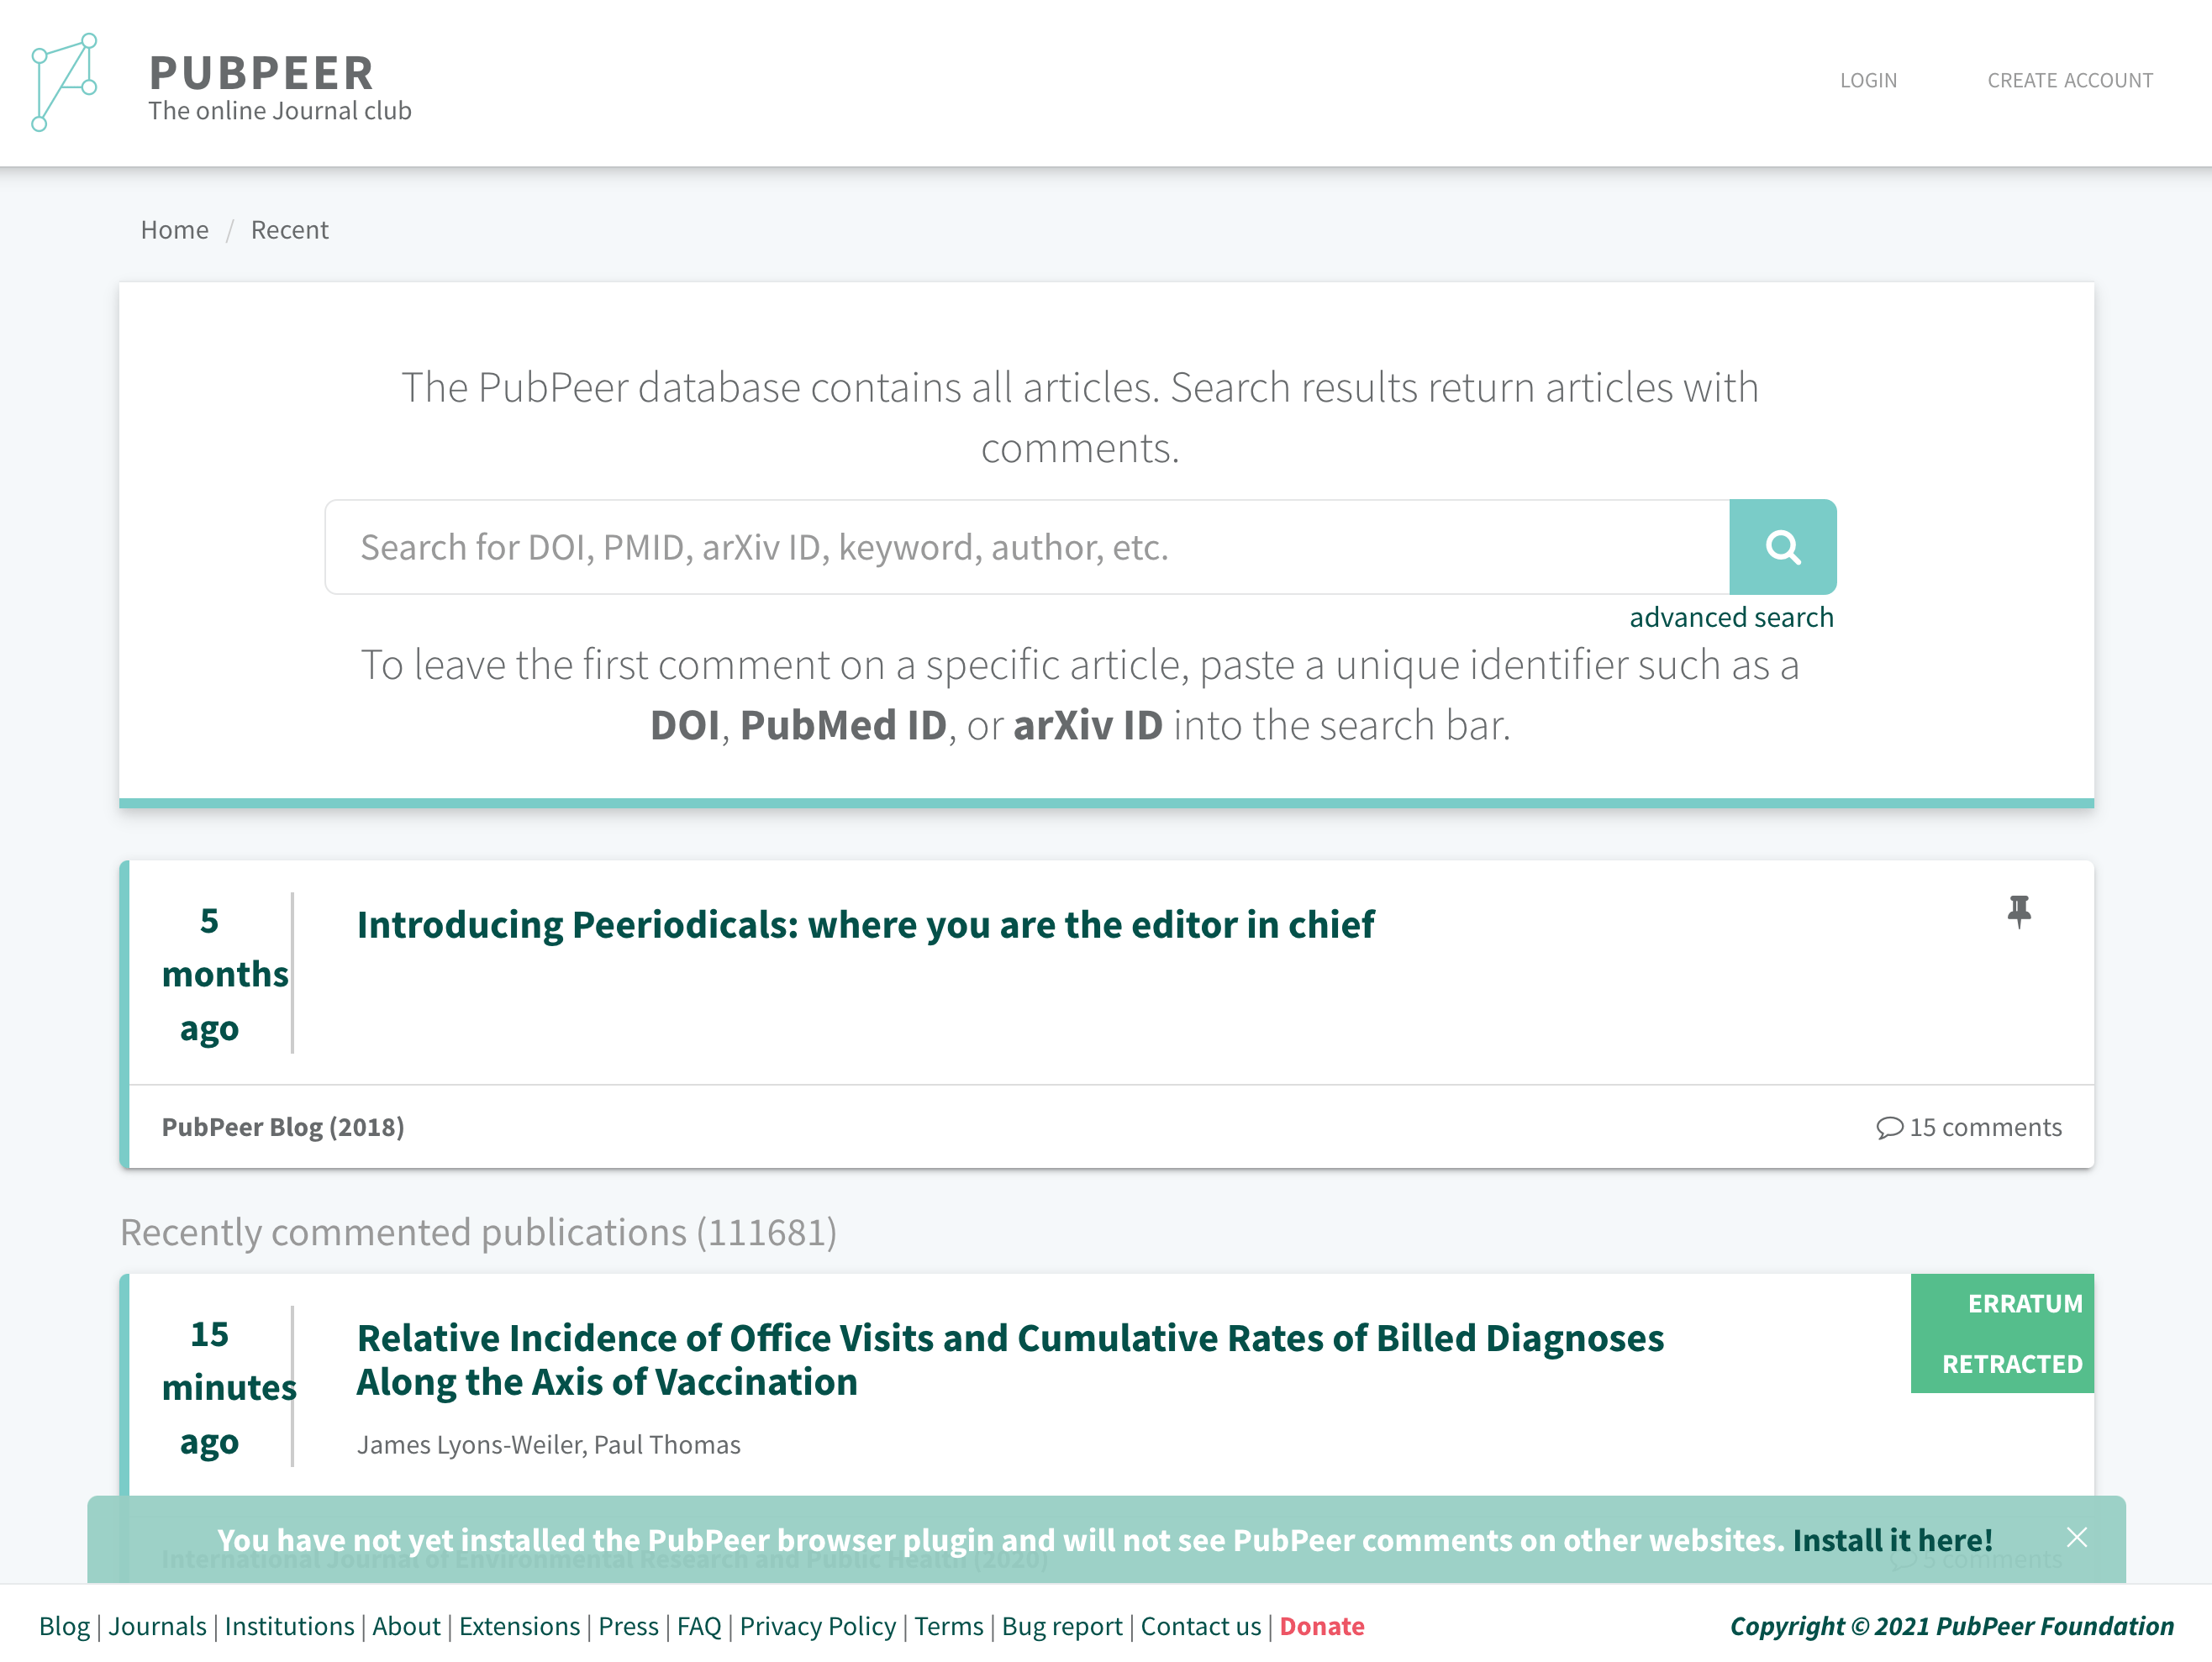 PUBPEER
The online Journal club
LOGIN
CREATE ACCOUNT
Home / Recent
The PubPeer database contains all articles. Search results return articles with
comments.
Search for DOI, PMID, arXiv ID, keyword, author, etc.
advanced search
To leave the first comment on a specific article, paste a unique identifier such as a
DOI, PubMed ID, or arXiv ID into the search bar.
5
months
ago
Introducing Peeriodicals: where you are the editor in chief
PubPeer Blog (2018)
15 comments
Recently commented publications (111681)
15
minutes
ago
Relative Incidence of Office Visits and Cumulative Rates of Billed Diagnoses
Along the Axis of Vaccination
James Lyons-Weiler, Paul Thomas
ERRATUM
RETRACTED
You have not yet installed the PubPeer browser plugin and will not see PubPeer comments on other websites. Install it here!
International Journal of Environmental Research and Public Health (2020)
5 comments
Blog | Journals | Institutions | About | Extensions | Press | FAQ | Privacy Policy | Terms | Bug report | Contact us | Donate
Copyright © 2021 PubPeer Foundation